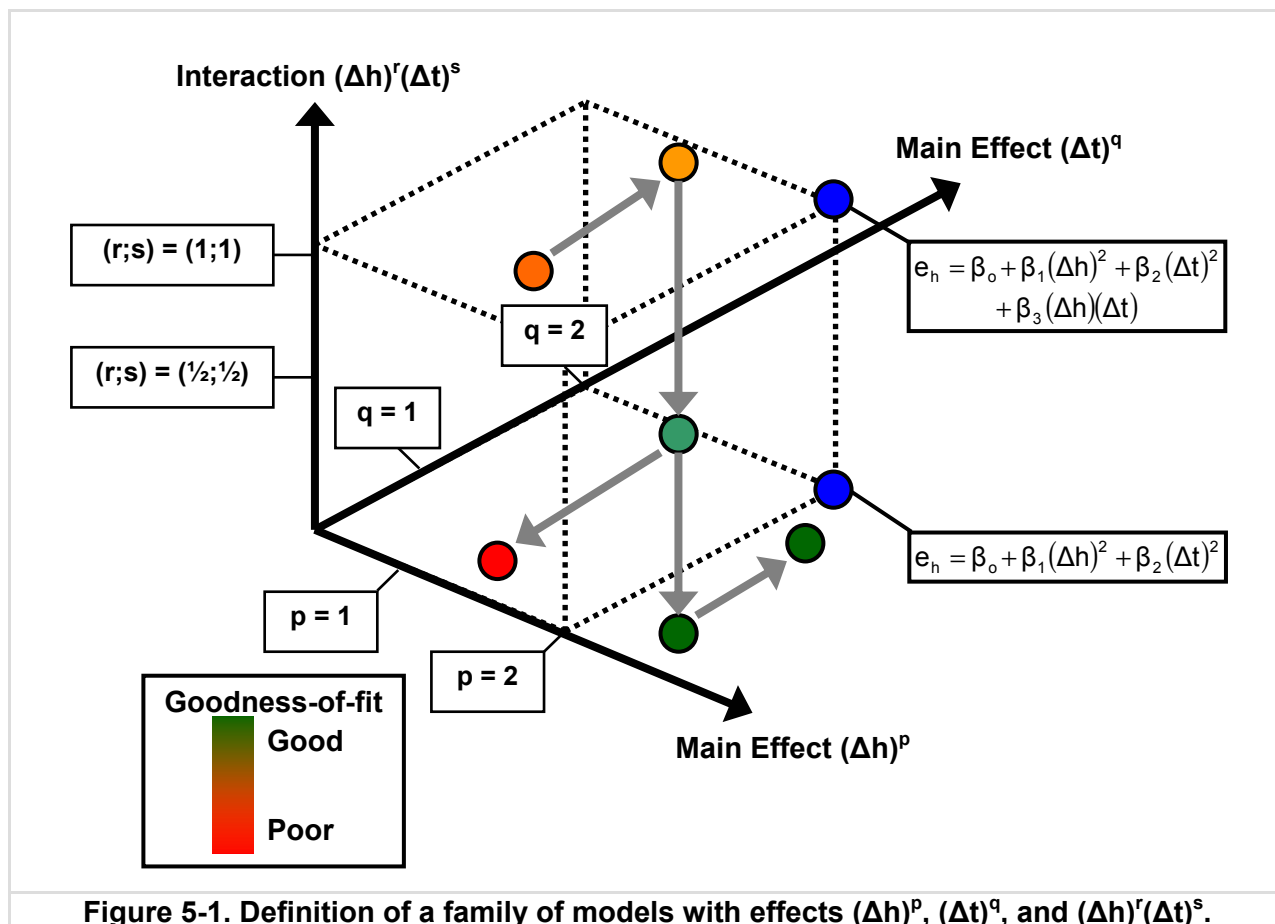 Interaction (Δh)ʳ(Δt)ˢ
Main Effect (Δt)^q
(r;s) = (1;1)
e_h = β_o + β_1(Δh)² + β_2(Δt)²
+ β_3(Δh)(Δt)
q = 2
(r;s) = (½;½)
q = 1
e_h = β_o + β_1(Δh)² + β_2(Δt)²
p = 1
p = 2
Goodness-of-fit
Good
Poor
Main Effect (Δh)^p
Figure 5-1. Definition of a family of models with effects (Δh)^p, (Δt)^q, and (Δh)ʳ(Δt)ˢ.